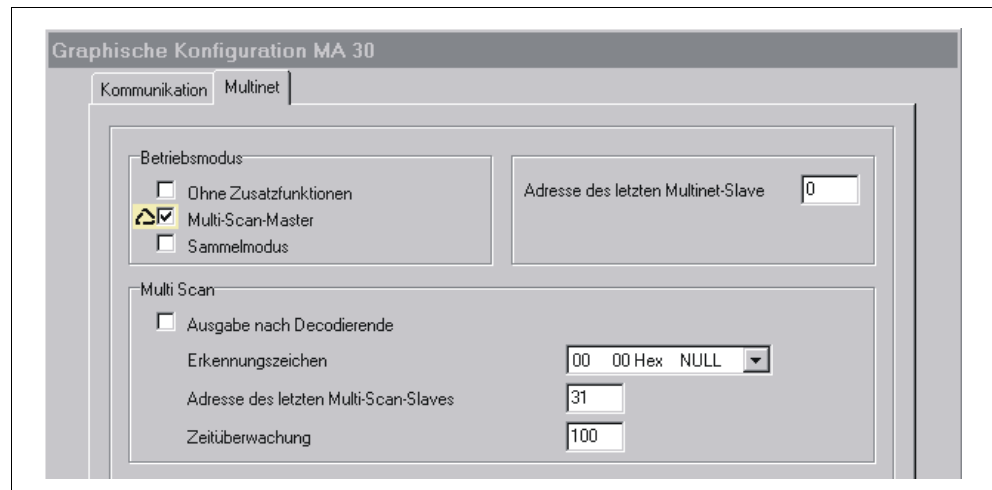 Graphische Konfiguration MA 30
Kommunikation Multinet
Betriebsmodus
Ohne Zusatzfunktionen
Multi-Scan-Master
Sammelmodus
Adresse des letzten Multinet-Slave 0
Multi Scan
Ausgabe nach Decodierende
Erkennungszeichen 00 00 Hex NULL
Adresse des letzten Multi-Scan-Slaves 31
Zeitüberwachung 100